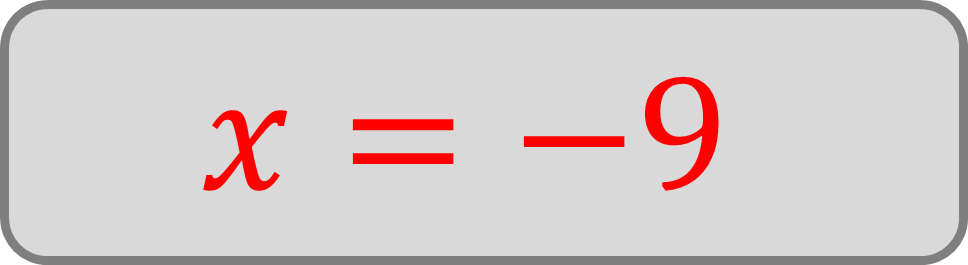 x = −9